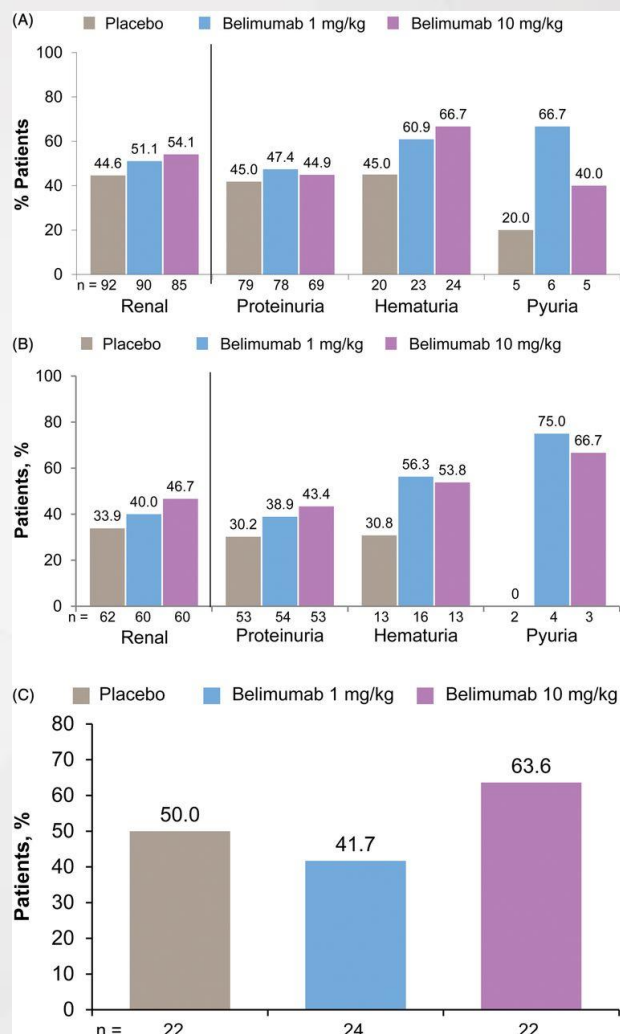 (A) Placebo Belimumab 1 mg/kg Belimumab 10 mg/kg
% Patients
100
80
60
40
20
0
44.6 51.1 54.1 45.0 47.4 44.9 45.0 60.9 66.7 20.0 66.7 40.0
n = 92 90 85 79 78 69 20 23 24 5 6 5
Renal Proteinuria Hematuria Pyuria
(B) Placebo Belimumab 1 mg/kg Belimumab 10 mg/kg
Patients, %
100
80
60
40
20
0
33.9 40.0 46.7 30.2 38.9 43.4 30.8 56.3 53.8 0 75.0 66.7
n = 62 60 60 53 54 53 13 16 13 2 4 3
Renal Proteinuria Hematuria Pyuria
(C) Placebo Belimumab 1 mg/kg Belimumab 10 mg/kg
Patients, %
80
70
60
50
40
30
20
10
0
50.0 41.7 63.6
n = 22 24 22